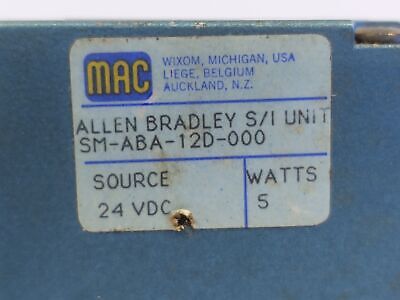 MAC
WIXOM, MICHIGAN, USA
LIEGE, BELGIUM
AUCKLAND, N.Z.
ALLEN BRADLEY S/I UNIT
SM-ABA-12D-000
SOURCE
24 VDC
WATTS
5